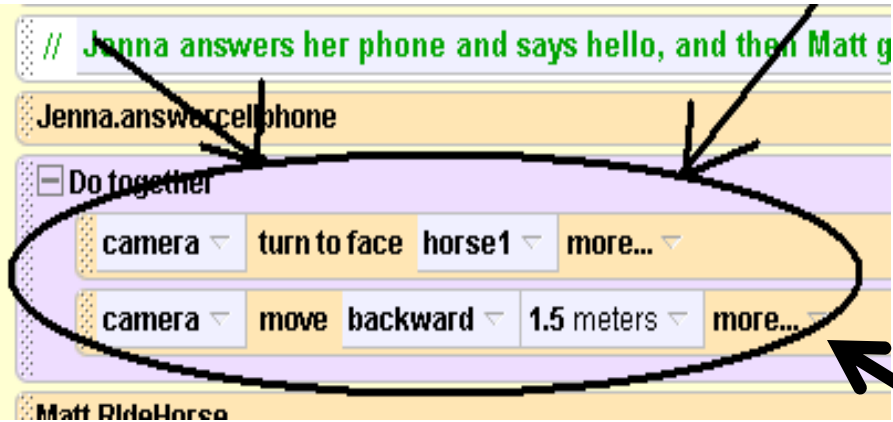 // Jenna answers her phone and says hello, and then Matt g
Jenna.answercellphone
Do together
camera turn to face horse1 more...
camera move backward 1.5 meters more...
Matt.RideHorse